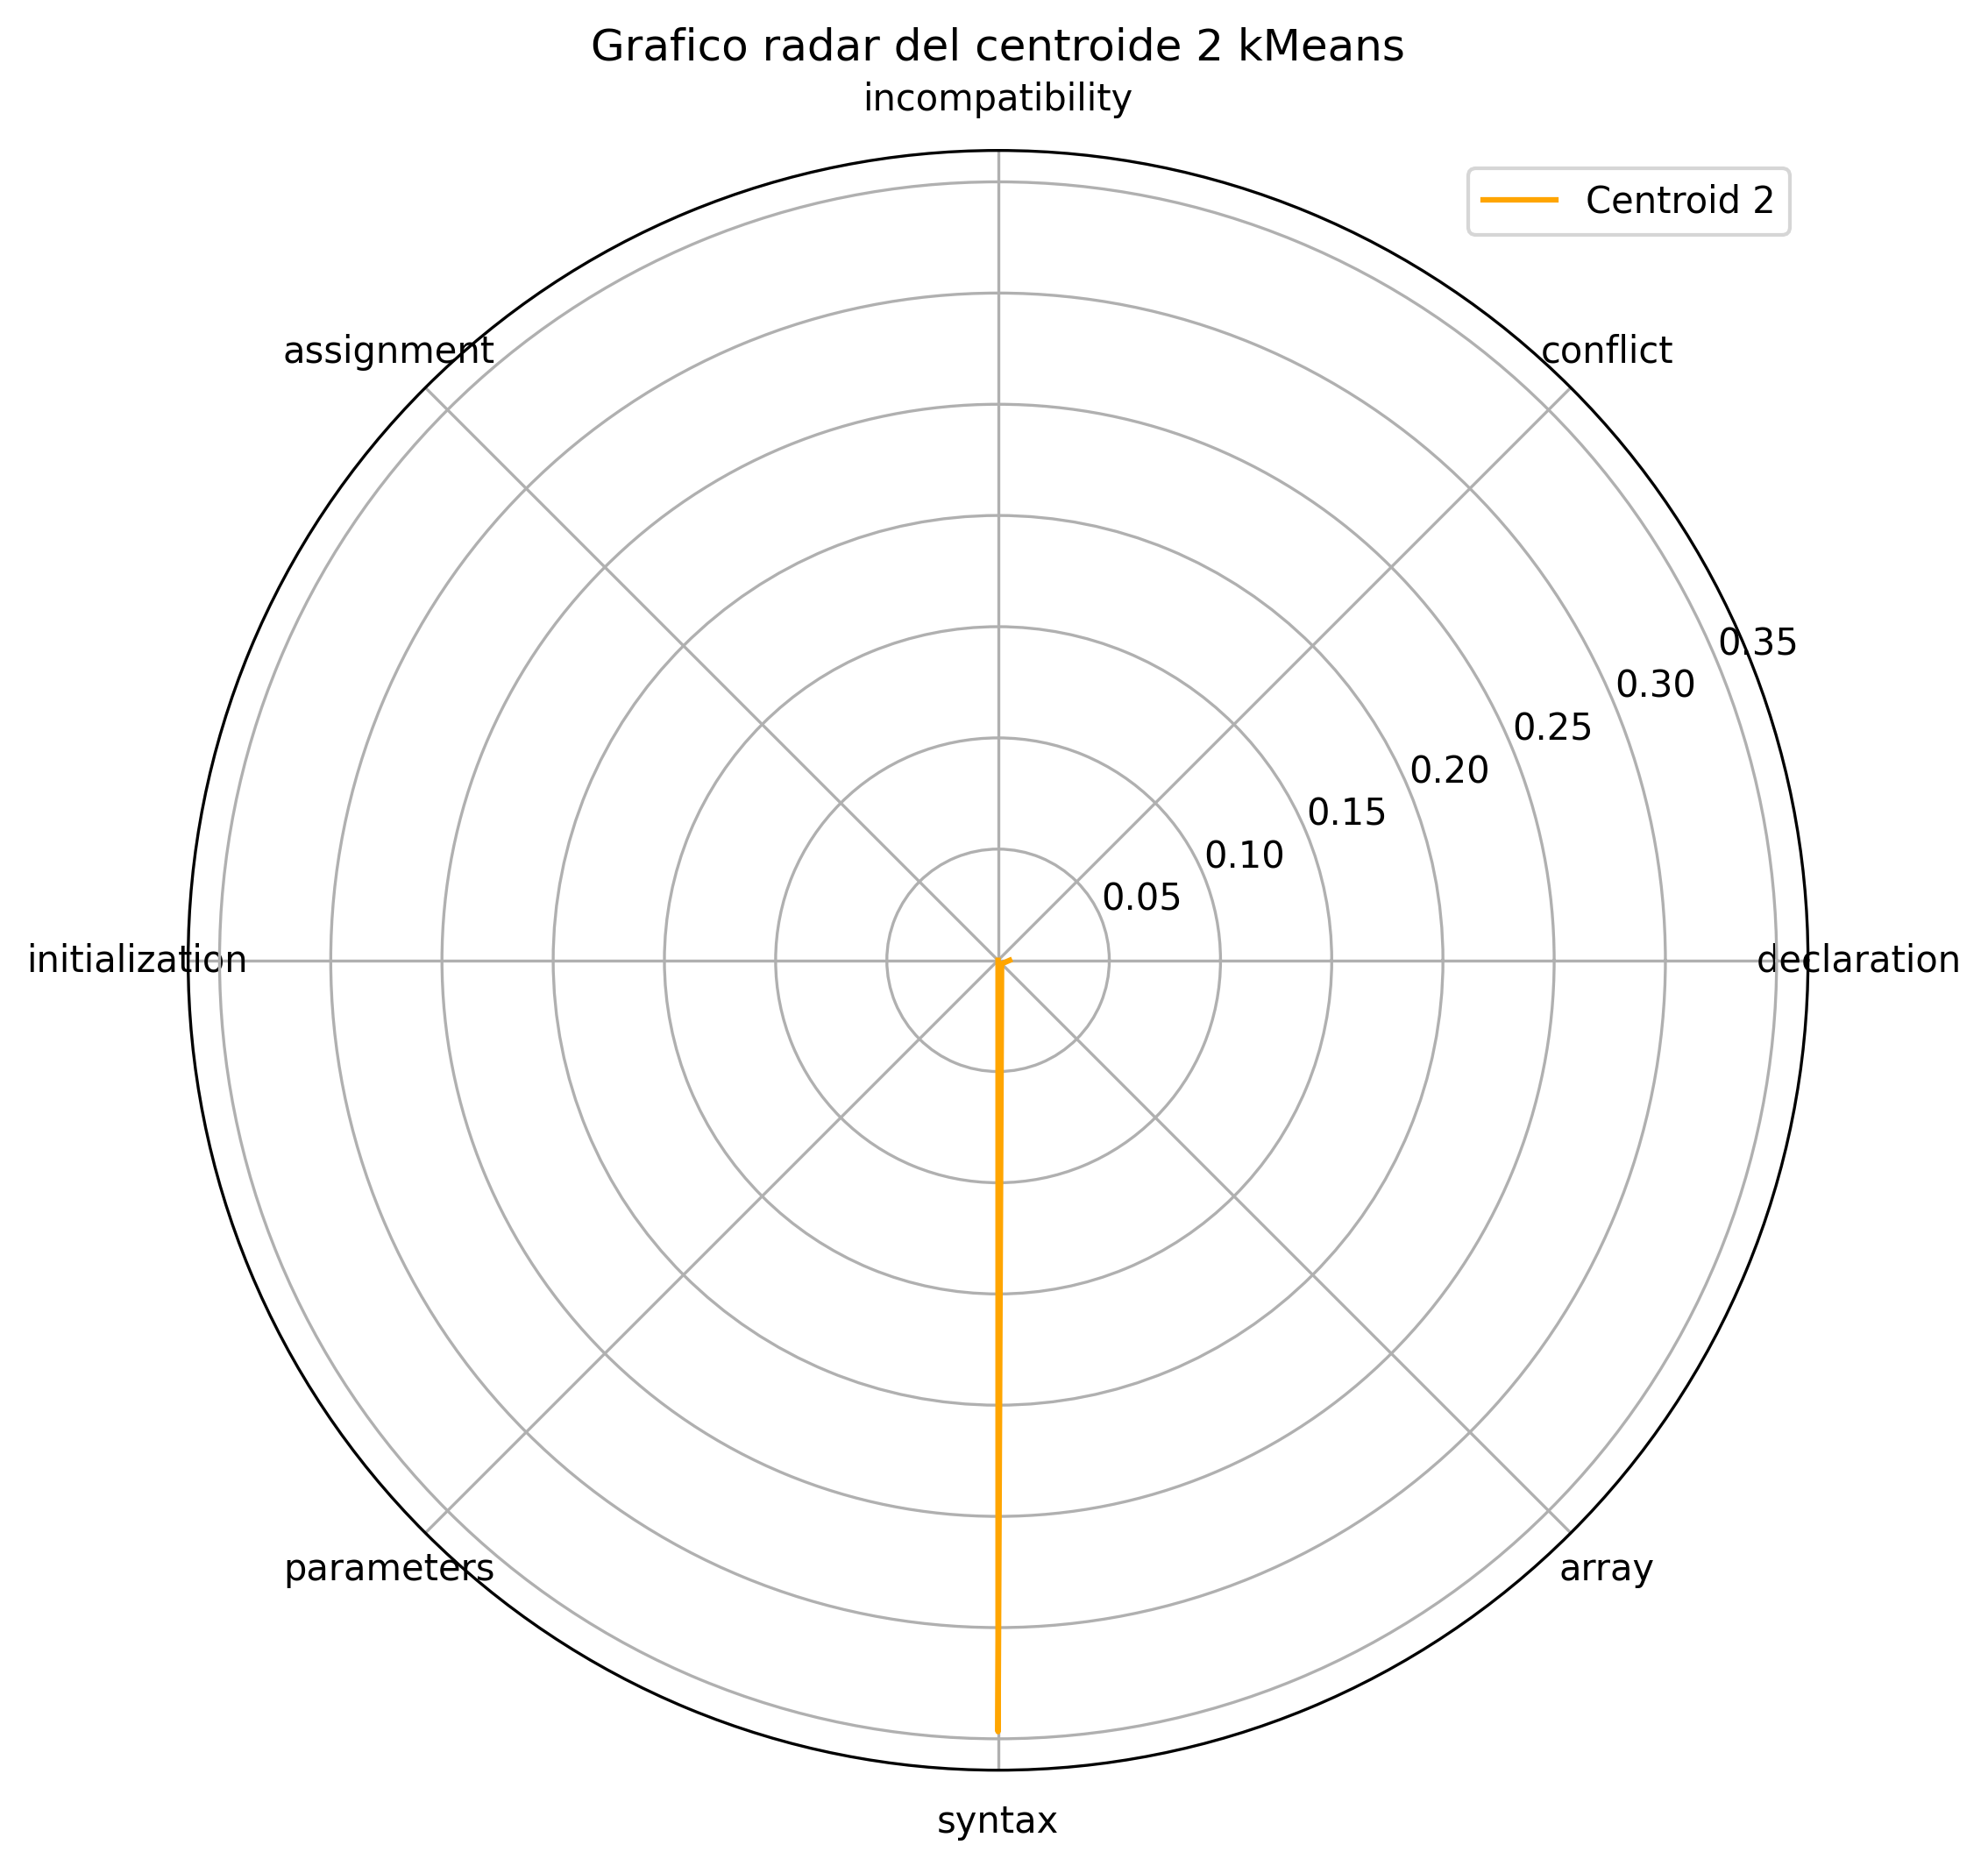 Grafico radar del centroide 2 kMeans
incompatibility
Centroid 2
assignment
conflict
0.35
0.30
0.25
0.20
0.15
0.10
0.05
initialization
declaration
parameters
array
syntax